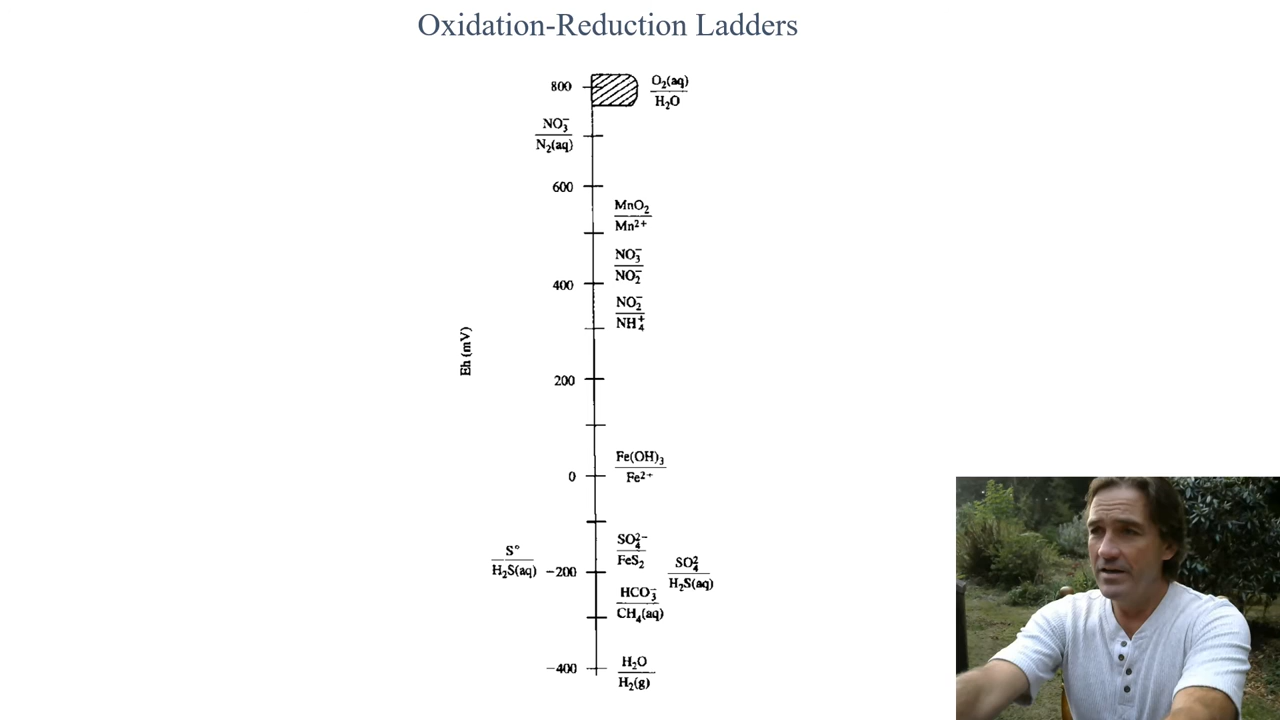 Oxidation-Reduction Ladders
800
O₂(aq)
H₂O
NO₃⁻
N₂(aq)
600
MnO₂
Mn²⁺
NO₃⁻
NO₂⁻
400
NO₂⁻
NH₄⁺
Eh (mV)
200
Fe(OH)₃
Fe²⁺
0
SO₄²⁻
FeS₂
S°
H₂S(aq)
−200
SO₄²
H₂S(aq)
HCO₃⁻
CH₄(aq)
−400
H₂O
H₂(g)